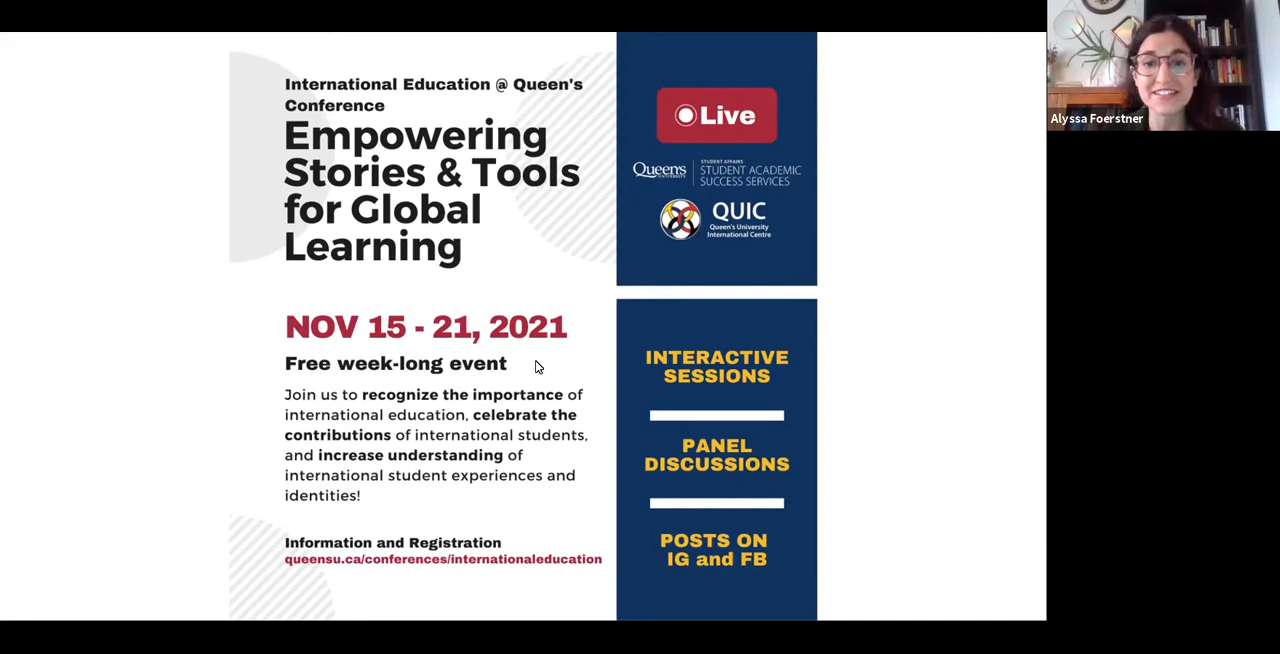 International Education @ Queen's
Conference
Empowering
Stories & Tools
for Global
Learning
NOV 15 - 21, 2021
Free week-long event
Join us to recognize the importance of
international education, celebrate the
contributions of international students,
and increase understanding of
international student experiences and
identities!
Information and Registration
queensu.ca/conferences/internationaleducation
Live
Queen's
UNIVERSITY
STUDENT AFFAIRS
STUDENT ACADEMIC
SUCCESS SERVICES
QUIC
Queen's University
International Centre
INTERACTIVE
SESSIONS
PANEL
DISCUSSIONS
POSTS ON
IG and FB
Alyssa Foerstner